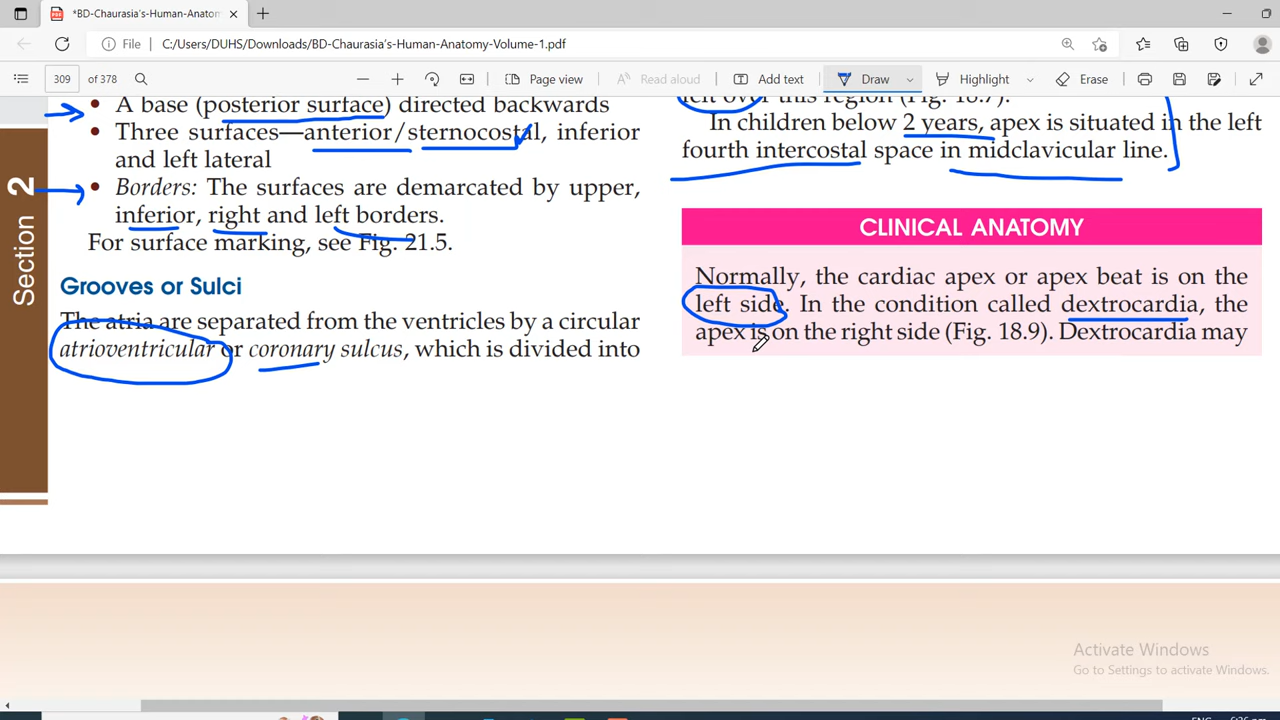 *BD-Chaurasia's-Human-Anatom
File
C:/Users/DUHS/Downloads/BD-Chaurasia's-Human-Anatomy-Volume-1.pdf
309 of 378
Page view
Read aloud
Add text
Draw
Highlight
Erase
Section 2
• A base (posterior surface) directed backwards
• Three surfaces—anterior/sternocostal, inferior
and left lateral
• Borders: The surfaces are demarcated by upper,
inferior, right and left borders.
For surface marking, see Fig. 21.5.
Grooves or Sulci
The atria are separated from the ventricles by a circular
atrioventricular or coronary sulcus, which is divided into
left over this region (Fig. 18.7).
In children below 2 years, apex is situated in the left
fourth intercostal space in midclavicular line.
CLINICAL ANATOMY
Normally, the cardiac apex or apex beat is on the
left side. In the condition called dextrocardia, the
apex is on the right side (Fig. 18.9). Dextrocardia may
Activate Windows
Go to Settings to activate Windows.